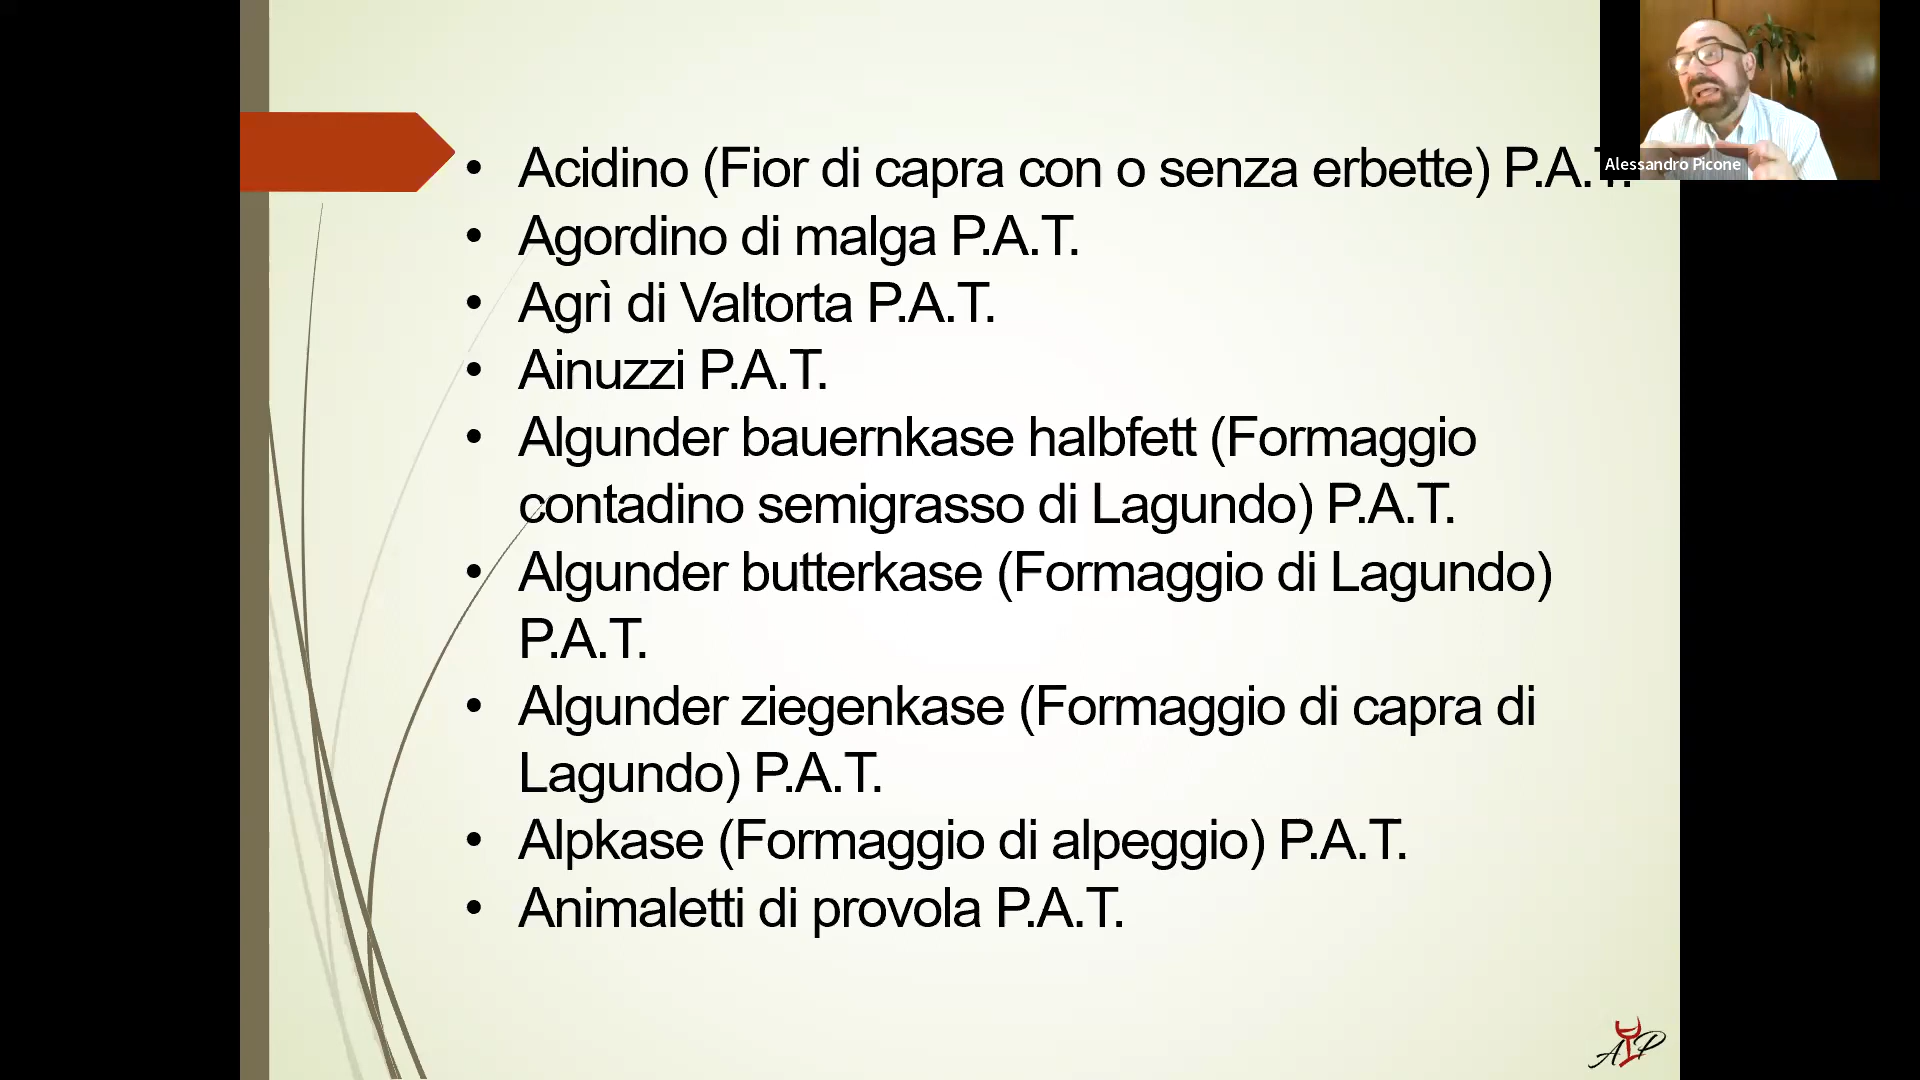 Acidino (Fior di capra con o senza erbette) P.A.T.
Alessandro Picone
Agordino di malga P.A.T.
Agrì di Valtorta P.A.T.
Ainuzzi P.A.T.
Algunder bauernkase halbfett (Formaggio
contadino semigrasso di Lagundo) P.A.T.
Algunder butterkase (Formaggio di Lagundo)
P.A.T.
Algunder ziegenkase (Formaggio di capra di
Lagundo) P.A.T.
Alpkase (Formaggio di alpeggio) P.A.T.
Animaletti di provola P.A.T.
AP